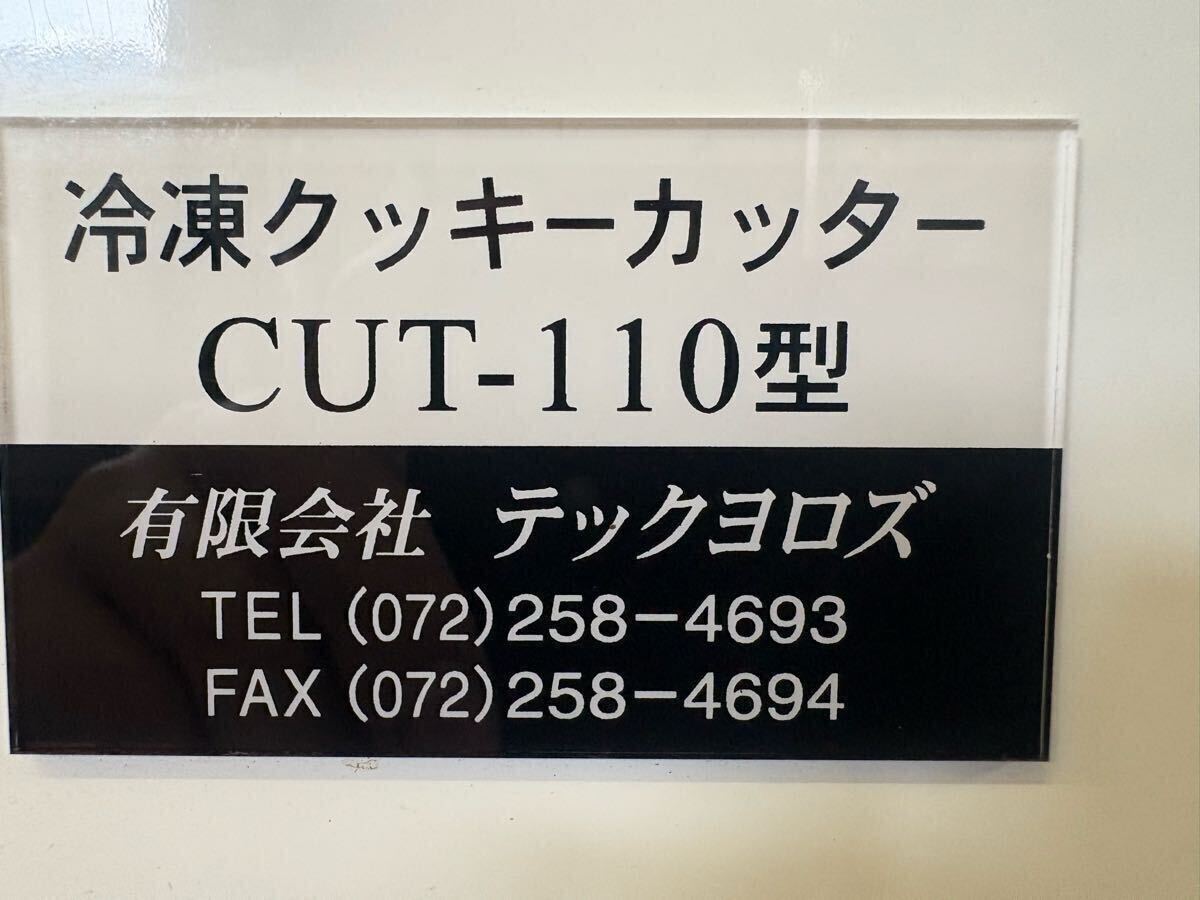 冷凍クッキーカッター
CUT-110型
有限会社 テックヨロズ
TEL (072)258-4693
FAX (072)258-4694